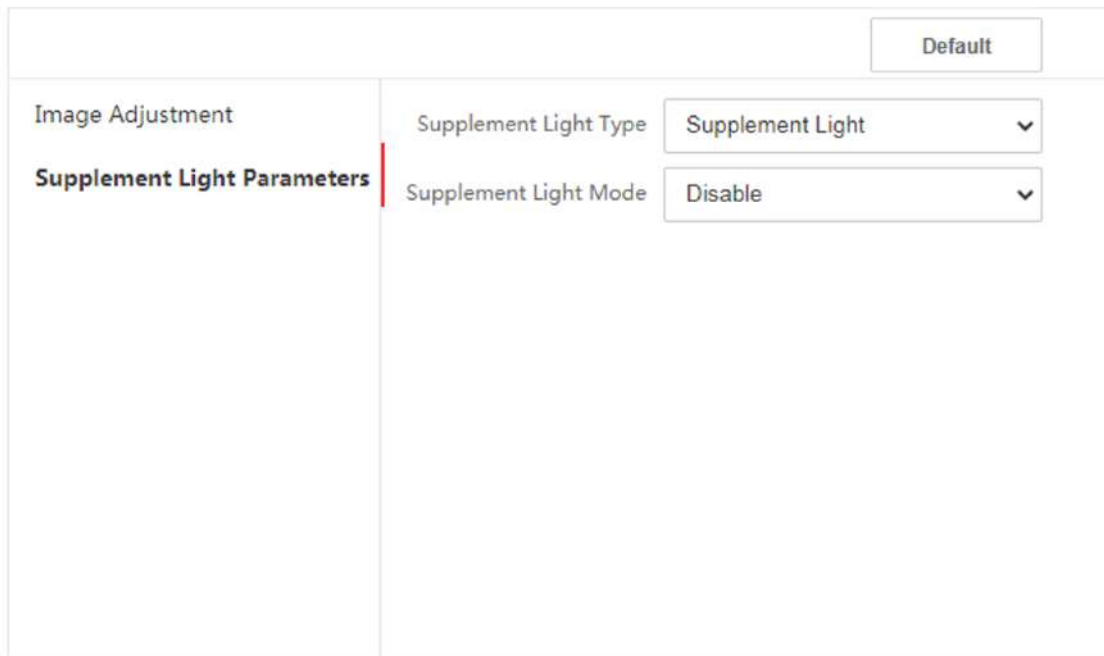 Default
Image Adjustment
Supplement Light Parameters
Supplement Light Type Supplement Light
Supplement Light Mode Disable